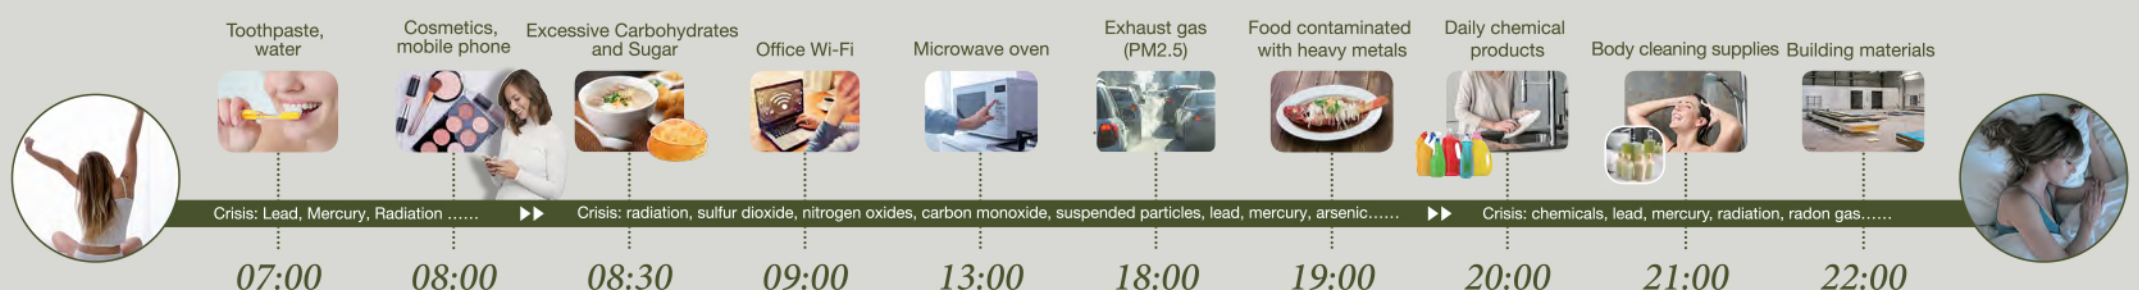 Toothpaste,
water
Cosmetics,
mobile phone
Excessive Carbohydrates
and Sugar
Office Wi-Fi
Microwave oven
Exhaust gas
(PM2.5)
Food contaminated
with heavy metals
Daily chemical
products
Body cleaning supplies
Building materials
Crisis: Lead, Mercury, Radiation ......
Crisis: radiation, sulfur dioxide, nitrogen oxides, carbon monoxide, suspended particles, lead, mercury, arsenic......
Crisis: chemicals, lead, mercury, radiation, radon gas......
07:00
08:00
08:30
09:00
13:00
18:00
19:00
20:00
21:00
22:00